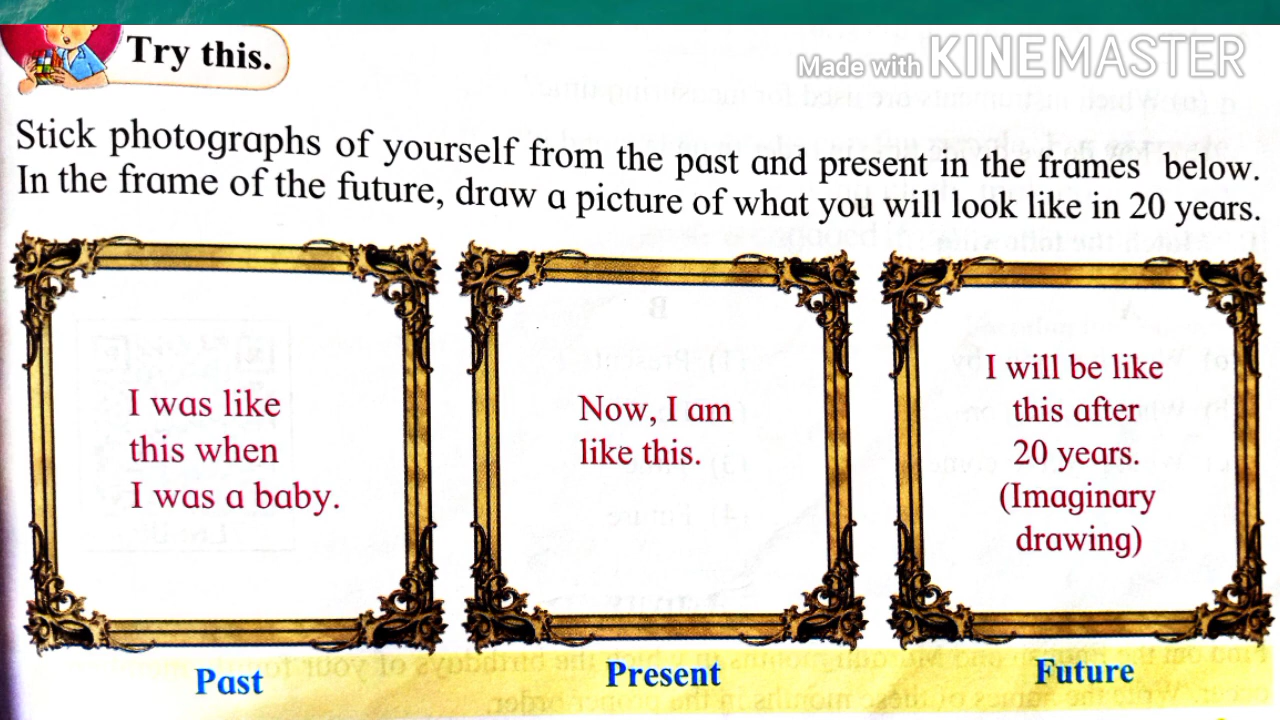 Try this.
Made with KINEMASTER
Stick photographs of yourself from the past and present in the frames below.
In the frame of the future, draw a picture of what you will look like in 20 years.
I was like
this when
I was a baby.
Now, I am
like this.
I will be like
this after
20 years.
(Imaginary
drawing)
Past
Present
Future